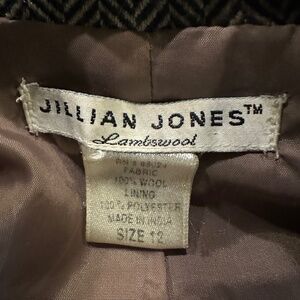 JILLIAN JONES™
Lambswool
FABRIC
100% WOOL
LINING
100% POLYESTER
MADE IN INDIA
SIZE 12